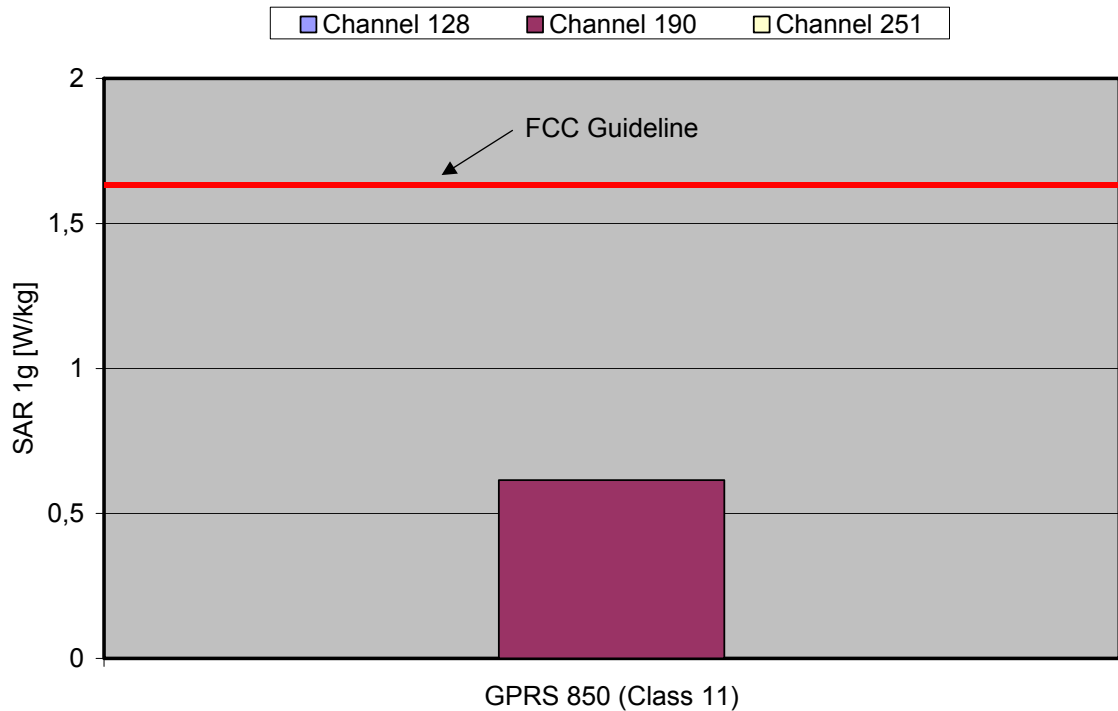 Channel 128 Channel 190 Channel 251
2
FCC Guideline
1,5
SAR 1g [W/kg]
1
0,5
0
GPRS 850 (Class 11)